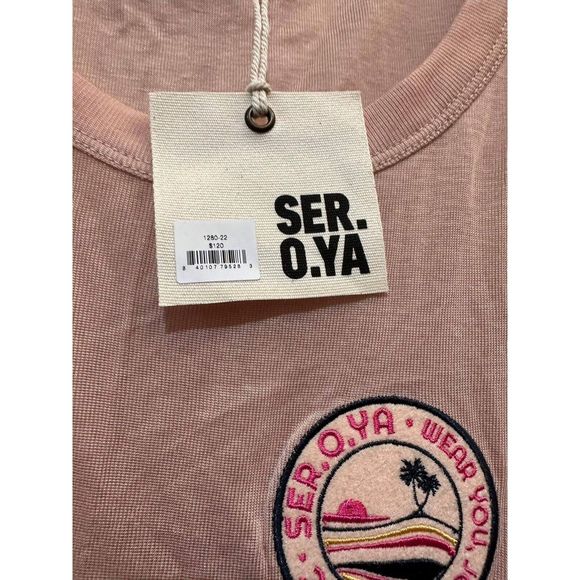 SER.
O.YA
1280-22
$120
8 40107 79528 3
SER.O.YA • WEAR YOU,